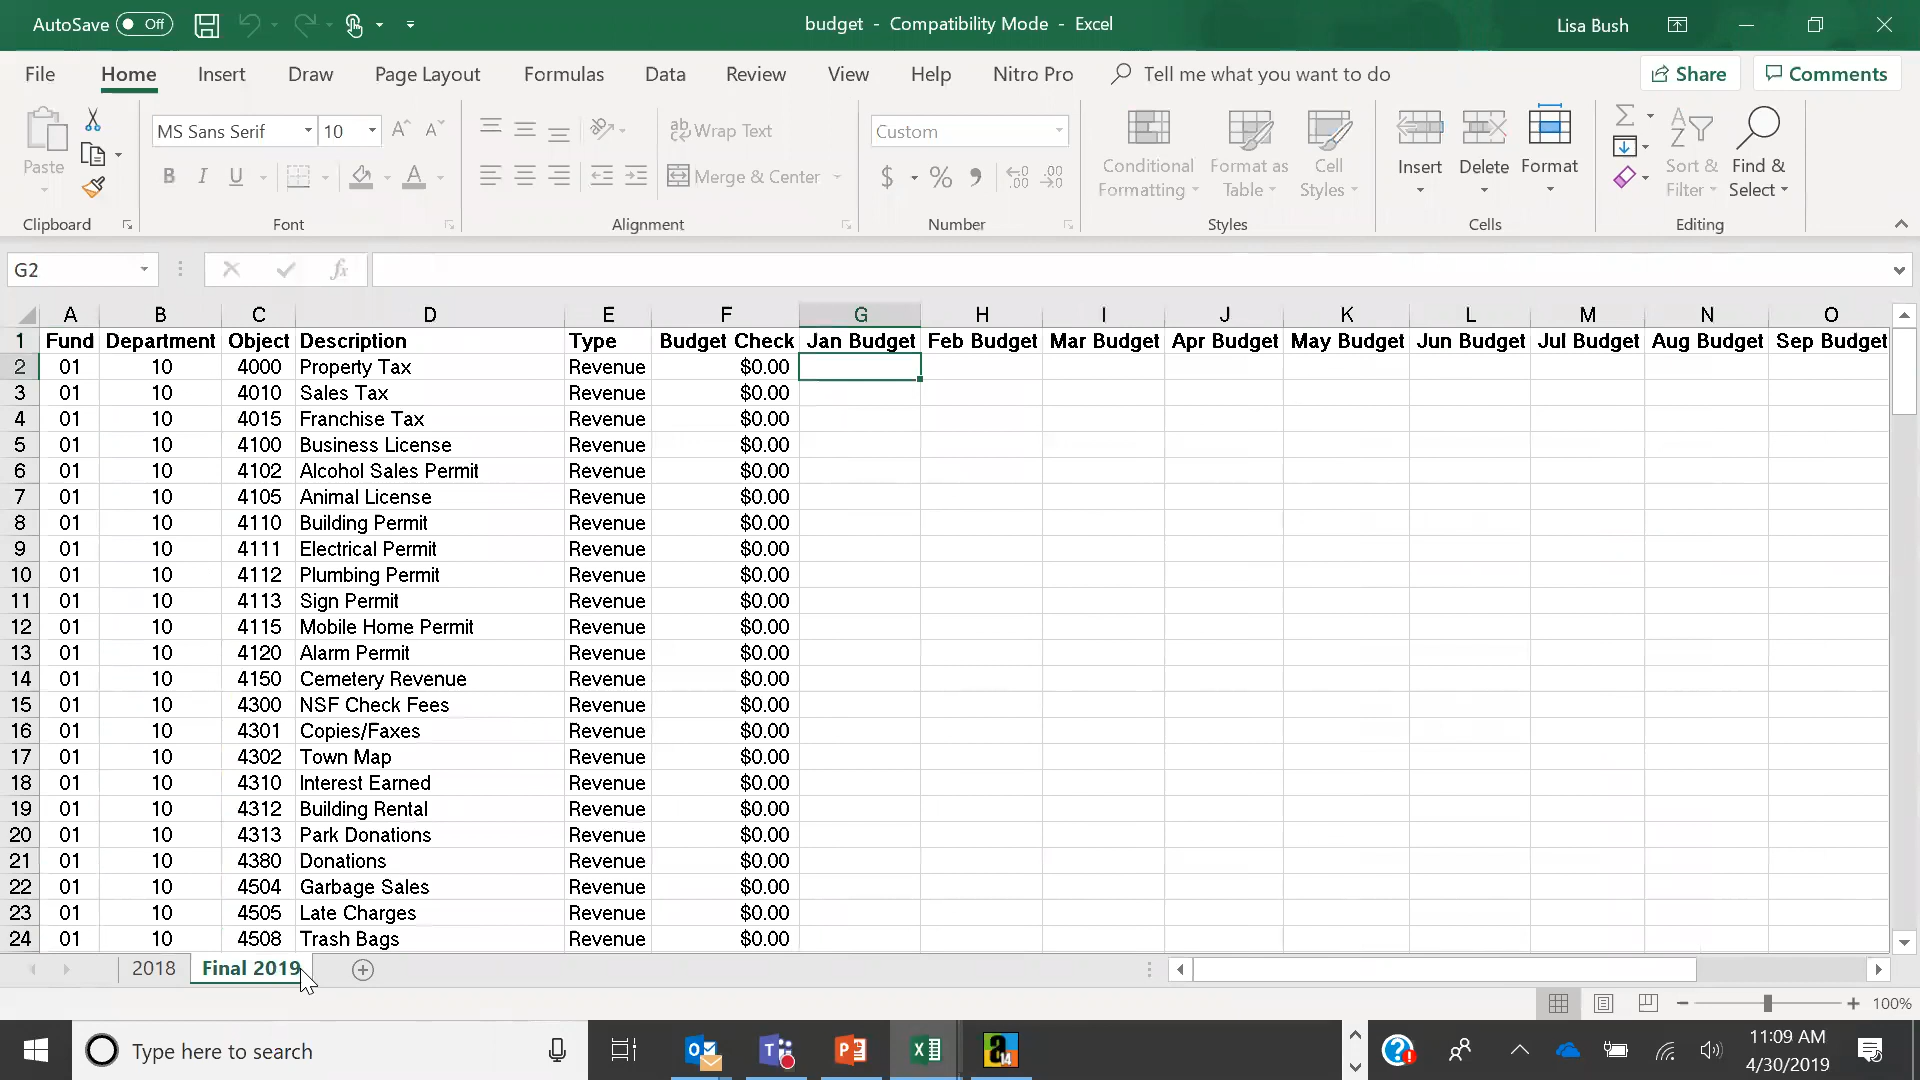 AutoSave Off budget - Compatibility Mode - Excel Lisa Bush
File Home Insert Draw Page Layout Formulas Data Review View Help Nitro Pro Tell me what you want to do Share Comments
MS Sans Serif 10 Wrap Text Custom
Paste Merge & Center Conditional Formatting Format as Table Cell Styles Insert Delete Format Sort & Filter Find & Select
Clipboard Font Alignment Number Styles Cells Editing
G2 fx
A B C D E F G H I J K L M N O
1 Fund Department Object Description Type Budget Check Jan Budget Feb Budget Mar Budget Apr Budget May Budget Jun Budget Jul Budget Aug Budget Sep Budget
2 01 10 4000 Property Tax Revenue $0.00
3 01 10 4010 Sales Tax Revenue $0.00
4 01 10 4015 Franchise Tax Revenue $0.00
5 01 10 4100 Business License Revenue $0.00
6 01 10 4102 Alcohol Sales Permit Revenue $0.00
7 01 10 4105 Animal License Revenue $0.00
8 01 10 4110 Building Permit Revenue $0.00
9 01 10 4111 Electrical Permit Revenue $0.00
10 01 10 4112 Plumbing Permit Revenue $0.00
11 01 10 4113 Sign Permit Revenue $0.00
12 01 10 4115 Mobile Home Permit Revenue $0.00
13 01 10 4120 Alarm Permit Revenue $0.00
14 01 10 4150 Cemetery Revenue Revenue $0.00
15 01 10 4300 NSF Check Fees Revenue $0.00
16 01 10 4301 Copies/Faxes Revenue $0.00
17 01 10 4302 Town Map Revenue $0.00
18 01 10 4310 Interest Earned Revenue $0.00
19 01 10 4312 Building Rental Revenue $0.00
20 01 10 4313 Park Donations Revenue $0.00
21 01 10 4380 Donations Revenue $0.00
22 01 10 4504 Garbage Sales Revenue $0.00
23 01 10 4505 Late Charges Revenue $0.00
24 01 10 4508 Trash Bags Revenue $0.00
2018 Final 2019
100%
Type here to search 11:09 AM
4/30/2019